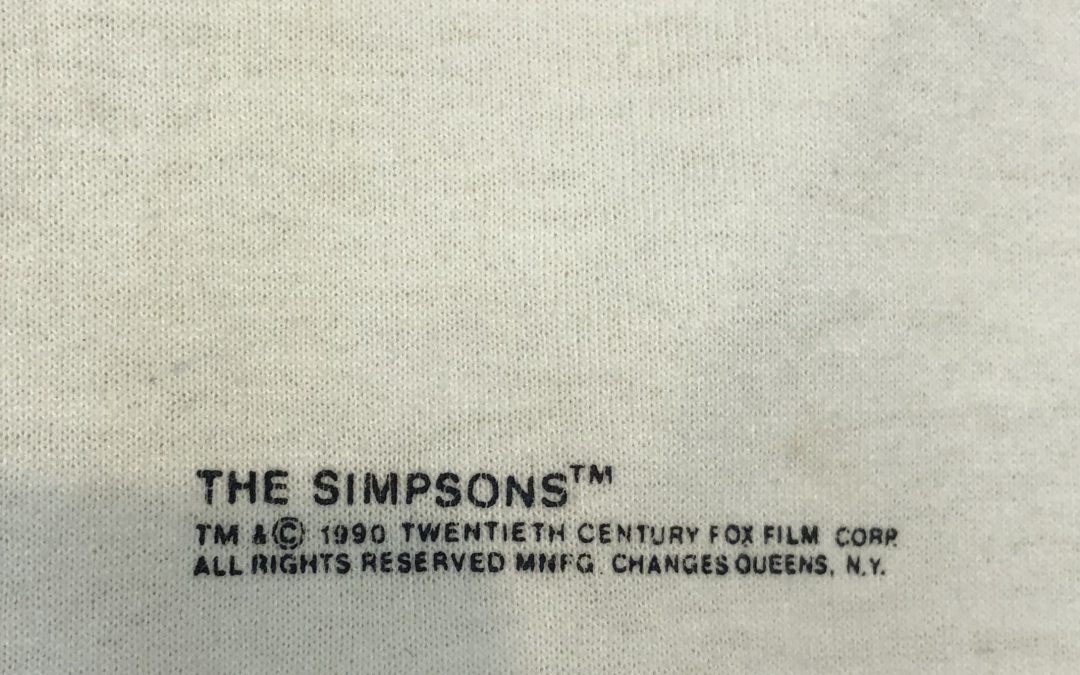 THE SIMPSONS™
TM & © 1990 TWENTIETH CENTURY FOX FILM CORP.
ALL RIGHTS RESERVED MNFG. CHANGES QUEENS, N.Y.